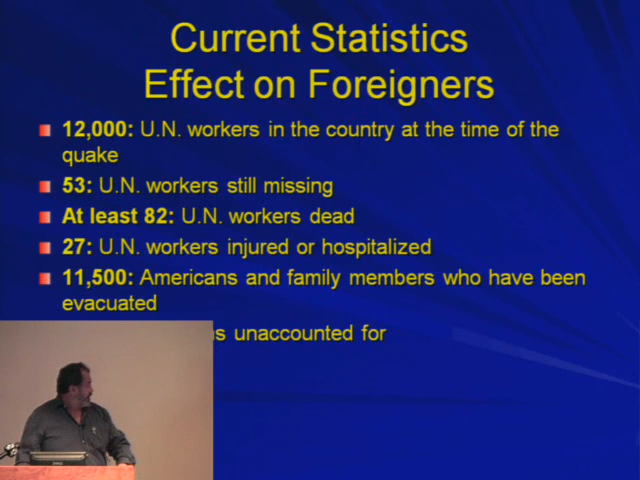 Current Statistics
Effect on Foreigners
12,000: U.N. workers in the country at the time of the
quake
53: U.N. workers still missing
At least 82: U.N. workers dead
27: U.N. workers injured or hospitalized
11,500: Americans and family members who have been
evacuated
unaccounted for